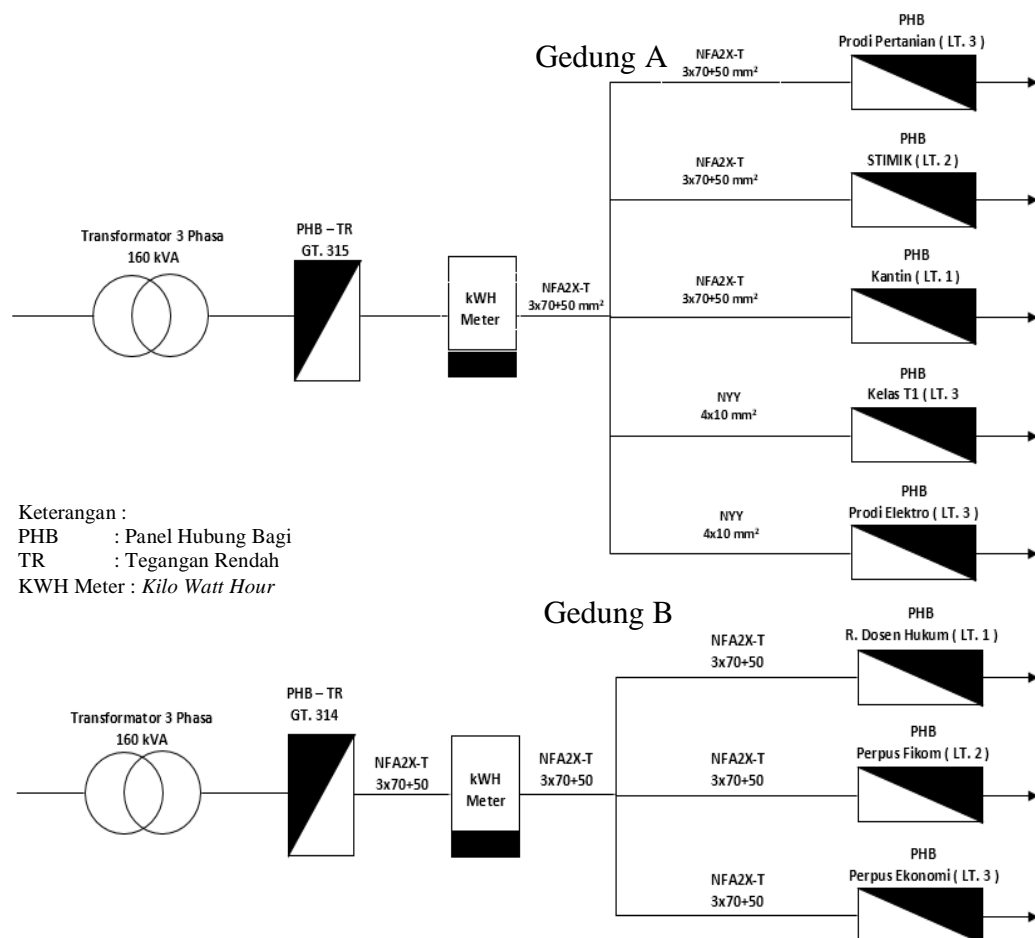 Gedung A
Transformator 3 Phasa
160 kVA
PHB – TR
GT. 315
kWH
Meter
NFA2X-T
3x70+50 mm²
NFA2X-T
3x70+50 mm²
PHB
Prodi Pertanian ( LT. 3 )
NFA2X-T
3x70+50 mm²
PHB
STIMIK ( LT. 2 )
NFA2X-T
3x70+50 mm²
PHB
Kantin ( LT. 1 )
NYY
4x10 mm²
PHB
Kelas T1 ( LT. 3
NYY
4x10 mm²
PHB
Prodi Elektro ( LT. 3 )
Keterangan :
PHB : Panel Hubung Bagi
TR : Tegangan Rendah
KWH Meter : Kilo Watt Hour
Gedung B
Transformator 3 Phasa
160 kVA
PHB – TR
GT. 314
NFA2X-T
3x70+50
kWH
Meter
NFA2X-T
3x70+50
NFA2X-T
3x70+50
PHB
R. Dosen Hukum ( LT. 1 )
NFA2X-T
3x70+50
PHB
Perpus Fikom ( LT. 2 )
NFA2X-T
3x70+50
PHB
Perpus Ekonomi ( LT. 3 )